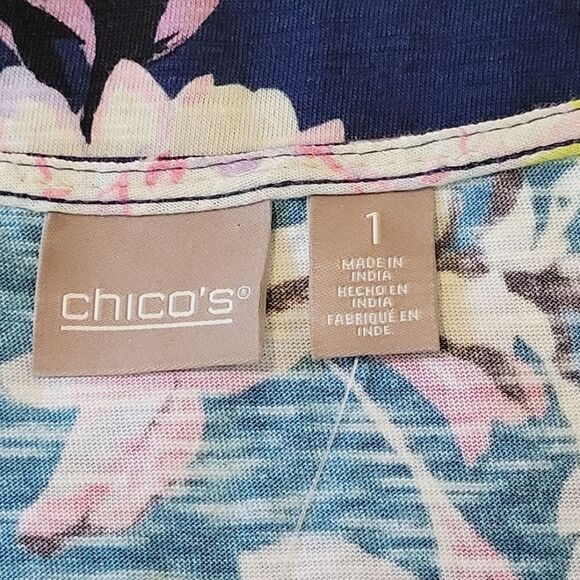 chico's®
1
MADE IN
INDIA
HECHO EN
INDIA
FABRIQUÉ EN
INDE